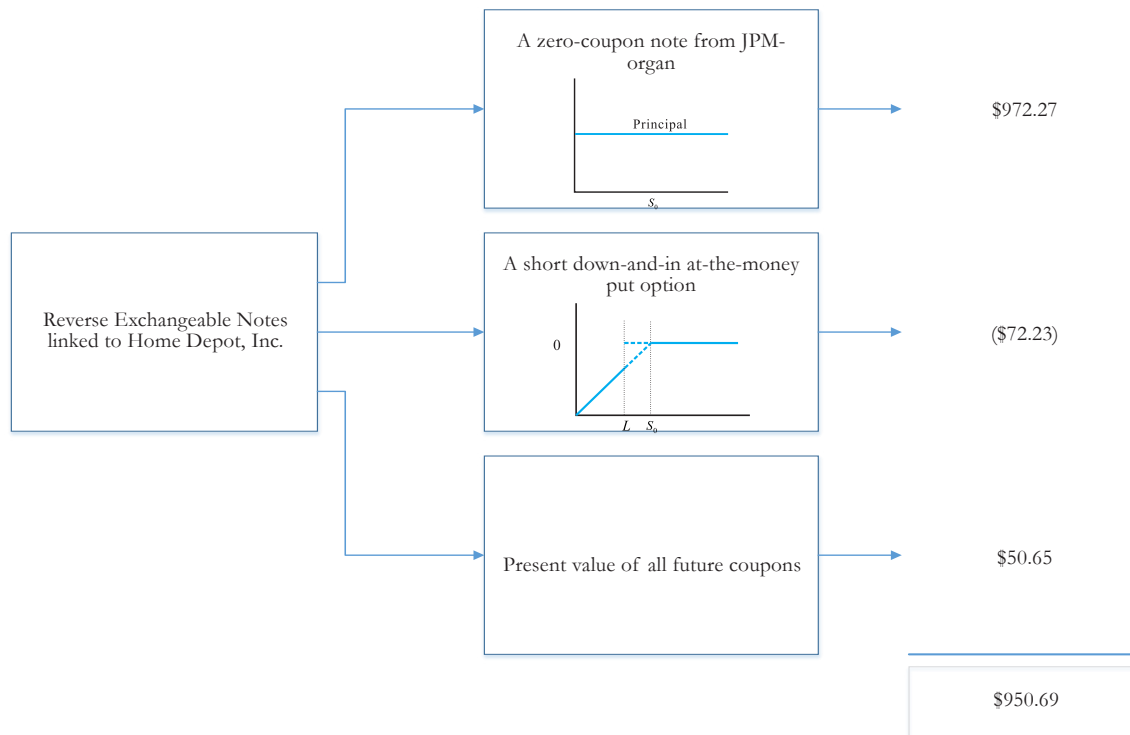 A zero-coupon note from JPM-
organ
Principal
S₀
$972.27
Reverse Exchangeable Notes
linked to Home Depot, Inc.
A short down-and-in at-the-money
put option
0
L S₀
($72.23)
Present value of all future coupons
$50.65
$950.69